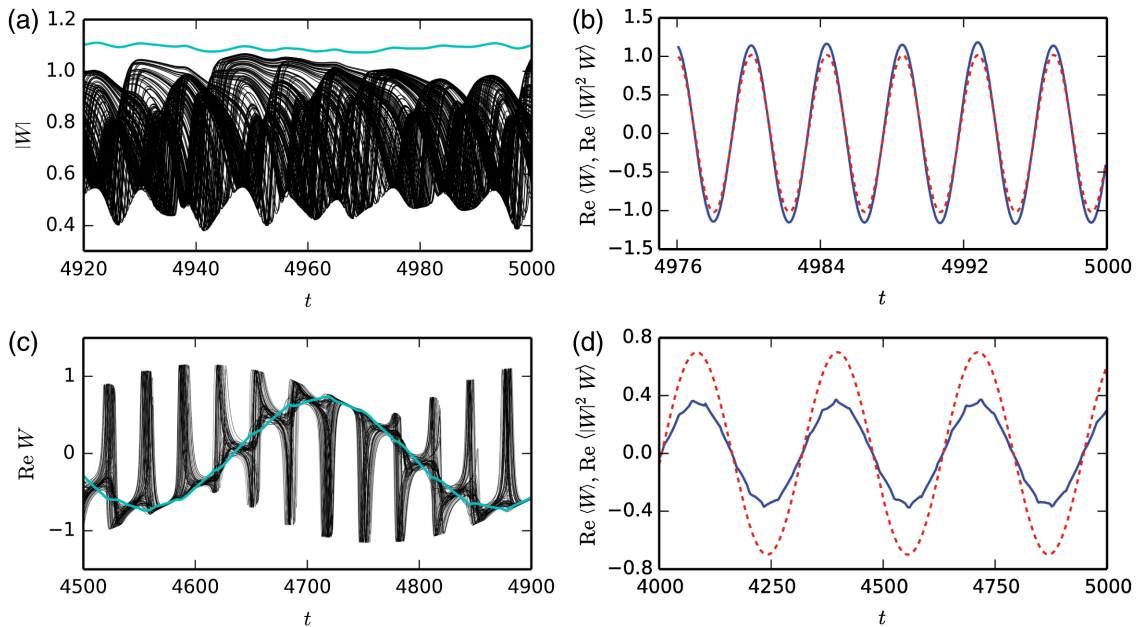 (a)
1.2
1.0
0.8
0.6
0.4
|W|
4920 4940 4960 4980 5000
t
(b)
1.5
1.0
0.5
0.0
−0.5
−1.0
−1.5
Re ⟨W⟩, Re ⟨|W|² W⟩
4976 4984 4992 5000
t
(c)
1
0
−1
Re W
4500 4600 4700 4800 4900
t
(d)
0.8
0.4
0.0
−0.4
−0.8
Re ⟨W⟩, Re ⟨|W|² W⟩
4000 4250 4500 4750 5000
t